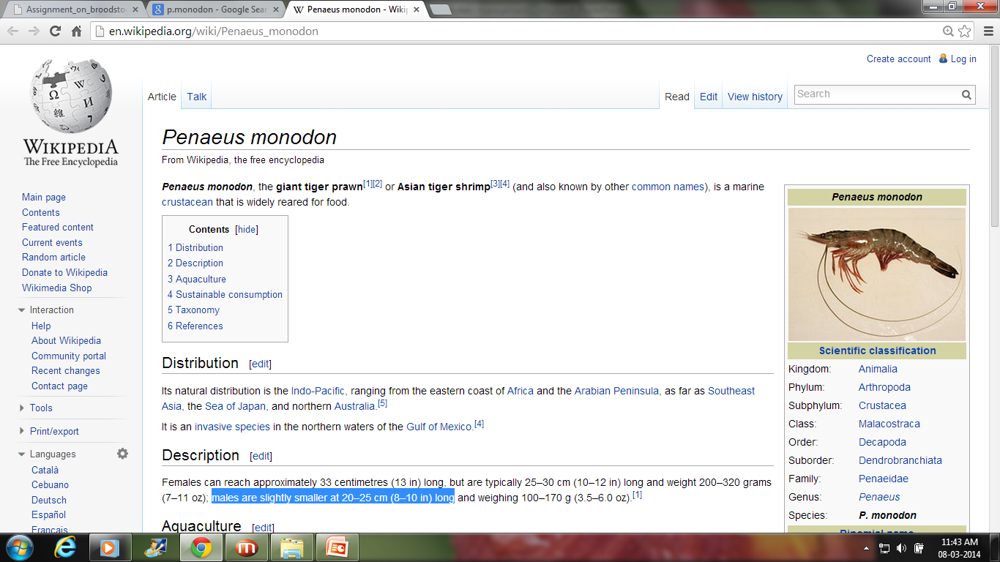 Assignment_on_broodsto
p.monodon - Google Sear
Penaeus monodon - Wiki
en.wikipedia.org/wiki/Penaeus_monodon
Create account Log in
Article Talk Read Edit View history Search
WIKIPEDIA
The Free Encyclopedia
Main page
Contents
Featured content
Current events
Random article
Donate to Wikipedia
Wikimedia Shop
Interaction
Help
About Wikipedia
Community portal
Recent changes
Contact page
Tools
Print/export
Languages
Català
Cebuano
Deutsch
Español
Français
Penaeus monodon
From Wikipedia, the free encyclopedia
Penaeus monodon, the giant tiger prawn[1][2] or Asian tiger shrimp[3][4] (and also known by other common names), is a marine
crustacean that is widely reared for food.
Contents [hide]
1 Distribution
2 Description
3 Aquaculture
4 Sustainable consumption
5 Taxonomy
6 References
Distribution [edit]
Its natural distribution is the Indo-Pacific, ranging from the eastern coast of Africa and the Arabian Peninsula, as far as Southeast
Asia, the Sea of Japan, and northern Australia.[5]
It is an invasive species in the northern waters of the Gulf of Mexico.[4]
Description [edit]
Females can reach approximately 33 centimetres (13 in) long, but are typically 25–30 cm (10–12 in) long and weight 200–320 grams
(7–11 oz); males are slightly smaller at 20–25 cm (8–10 in) long and weighing 100–170 g (3.5–6.0 oz).[1]
Aquaculture [edit]
Penaeus monodon
Scientific classification
Kingdom: Animalia
Phylum: Arthropoda
Subphylum: Crustacea
Class: Malacostraca
Order: Decapoda
Suborder: Dendrobranchiata
Family: Penaeidae
Genus: Penaeus
Species: P. monodon
Binomial name
11:43 AM
08-03-2014